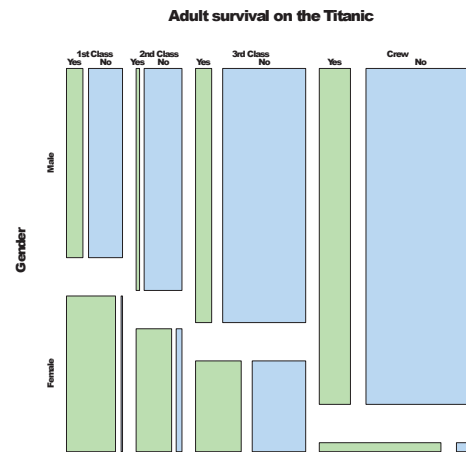 Adult survival on the Titanic
1st Class 2nd Class 3rd Class Crew
Yes No Yes No Yes No Yes No
Male
Gender
Female